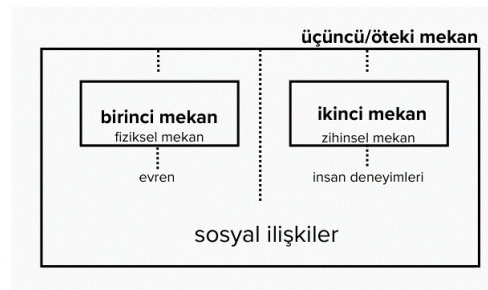 üçüncü/öteki mekan
birinci mekan
fiziksel mekan
evren
ikinci mekan
zihinsel mekan
insan deneyimleri
sosyal ilişkiler